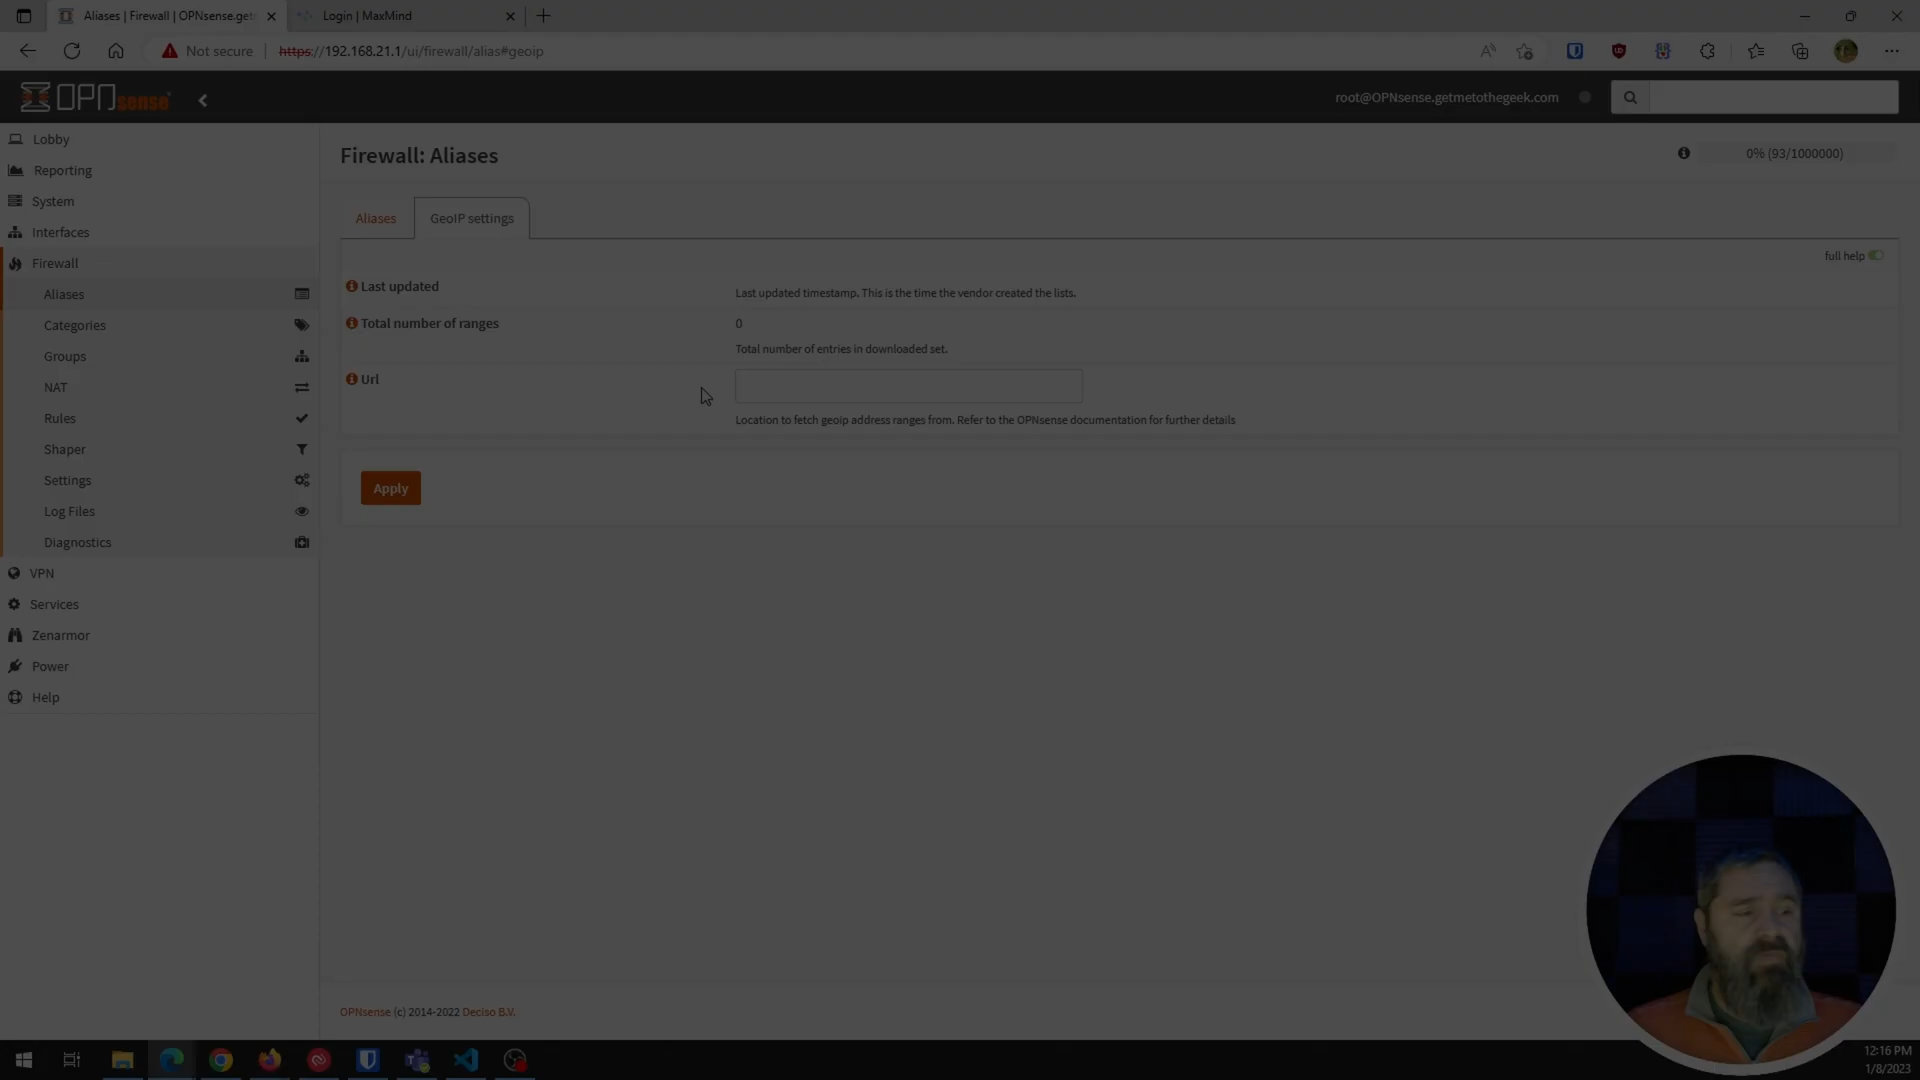 Aliases | Firewall | OPNsense.get
Login | MaxMind
Not secure
https://192.168.21.1/ui/firewall/alias#geoip
OPNsense
root@OPNsense.getmetothegeek.com
Lobby
Reporting
System
Interfaces
Firewall
Aliases
Categories
Groups
NAT
Rules
Shaper
Settings
Log Files
Diagnostics
VPN
Services
Zenarmor
Power
Help
Firewall: Aliases
0% (93/1000000)
Aliases
GeoIP settings
full help
Last updated
Last updated timestamp. This is the time the vendor created the lists.
Total number of ranges
0
Total number of entries in downloaded set.
Url
Location to fetch geoip address ranges from. Refer to the OPNsense documentation for further details
Apply
OPNsense (c) 2014-2022 Deciso B.V.
12:16 PM
1/8/2023